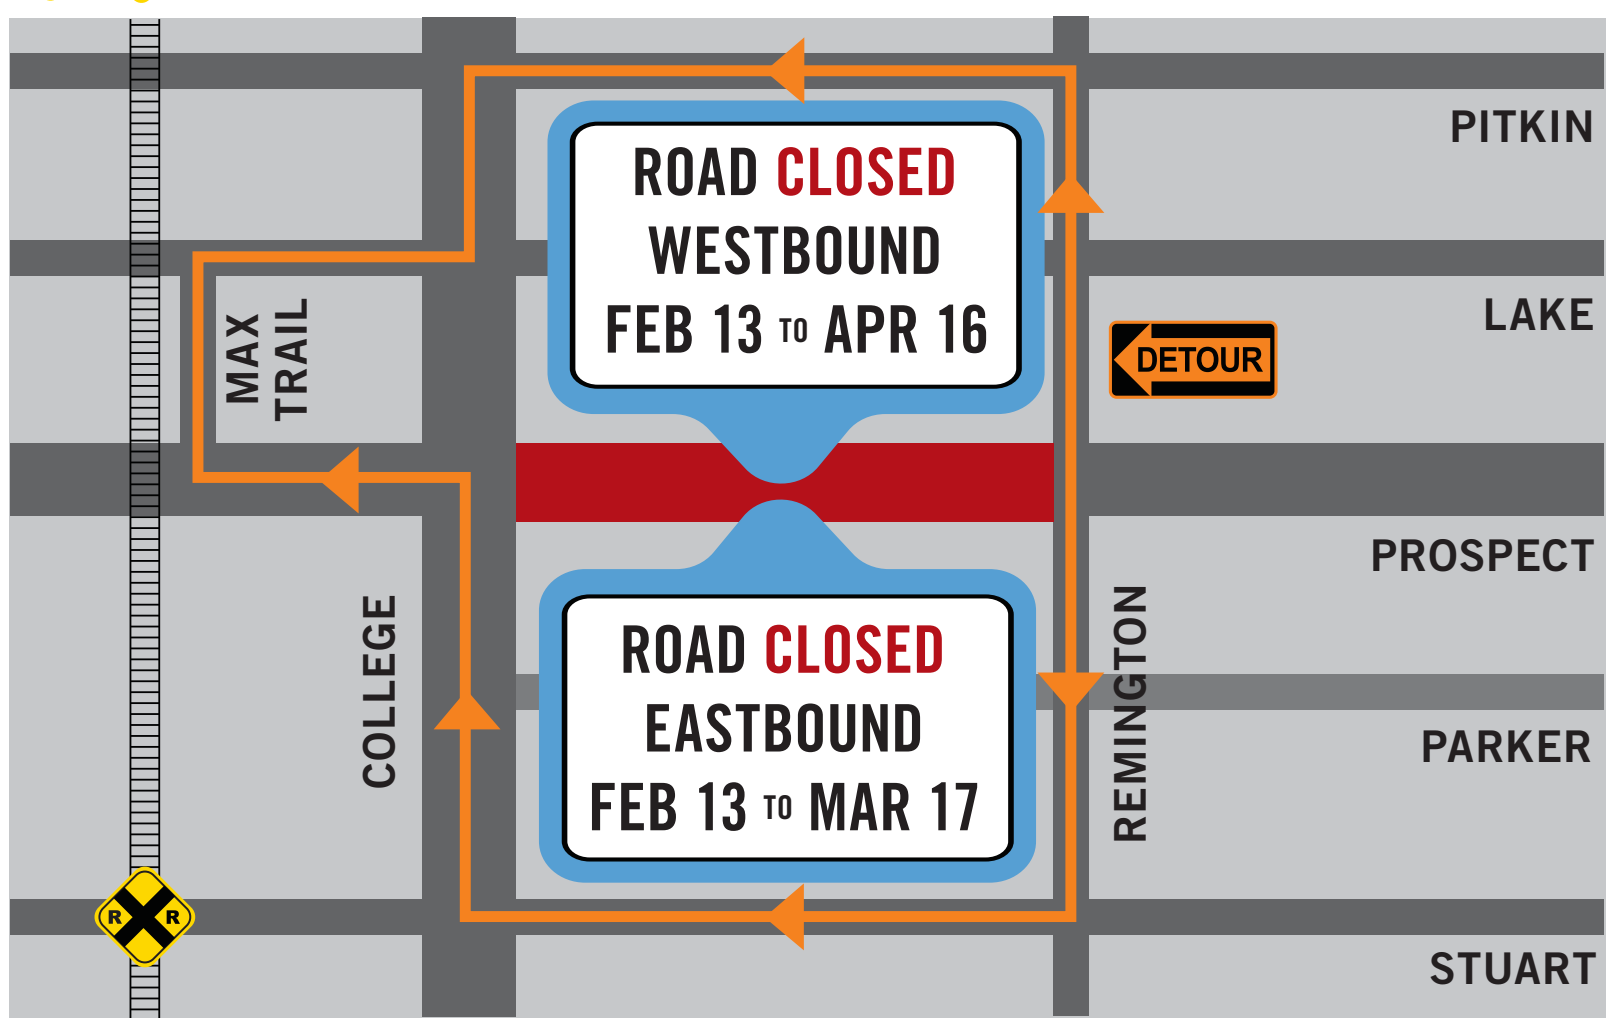 PITKIN
ROAD CLOSED
WESTBOUND
FEB 13 TO APR 16
LAKE
MAX
TRAIL
DETOUR
PROSPECT
COLLEGE
REMINGTON
ROAD CLOSED
EASTBOUND
FEB 13 TO MAR 17
PARKER
R R
STUART